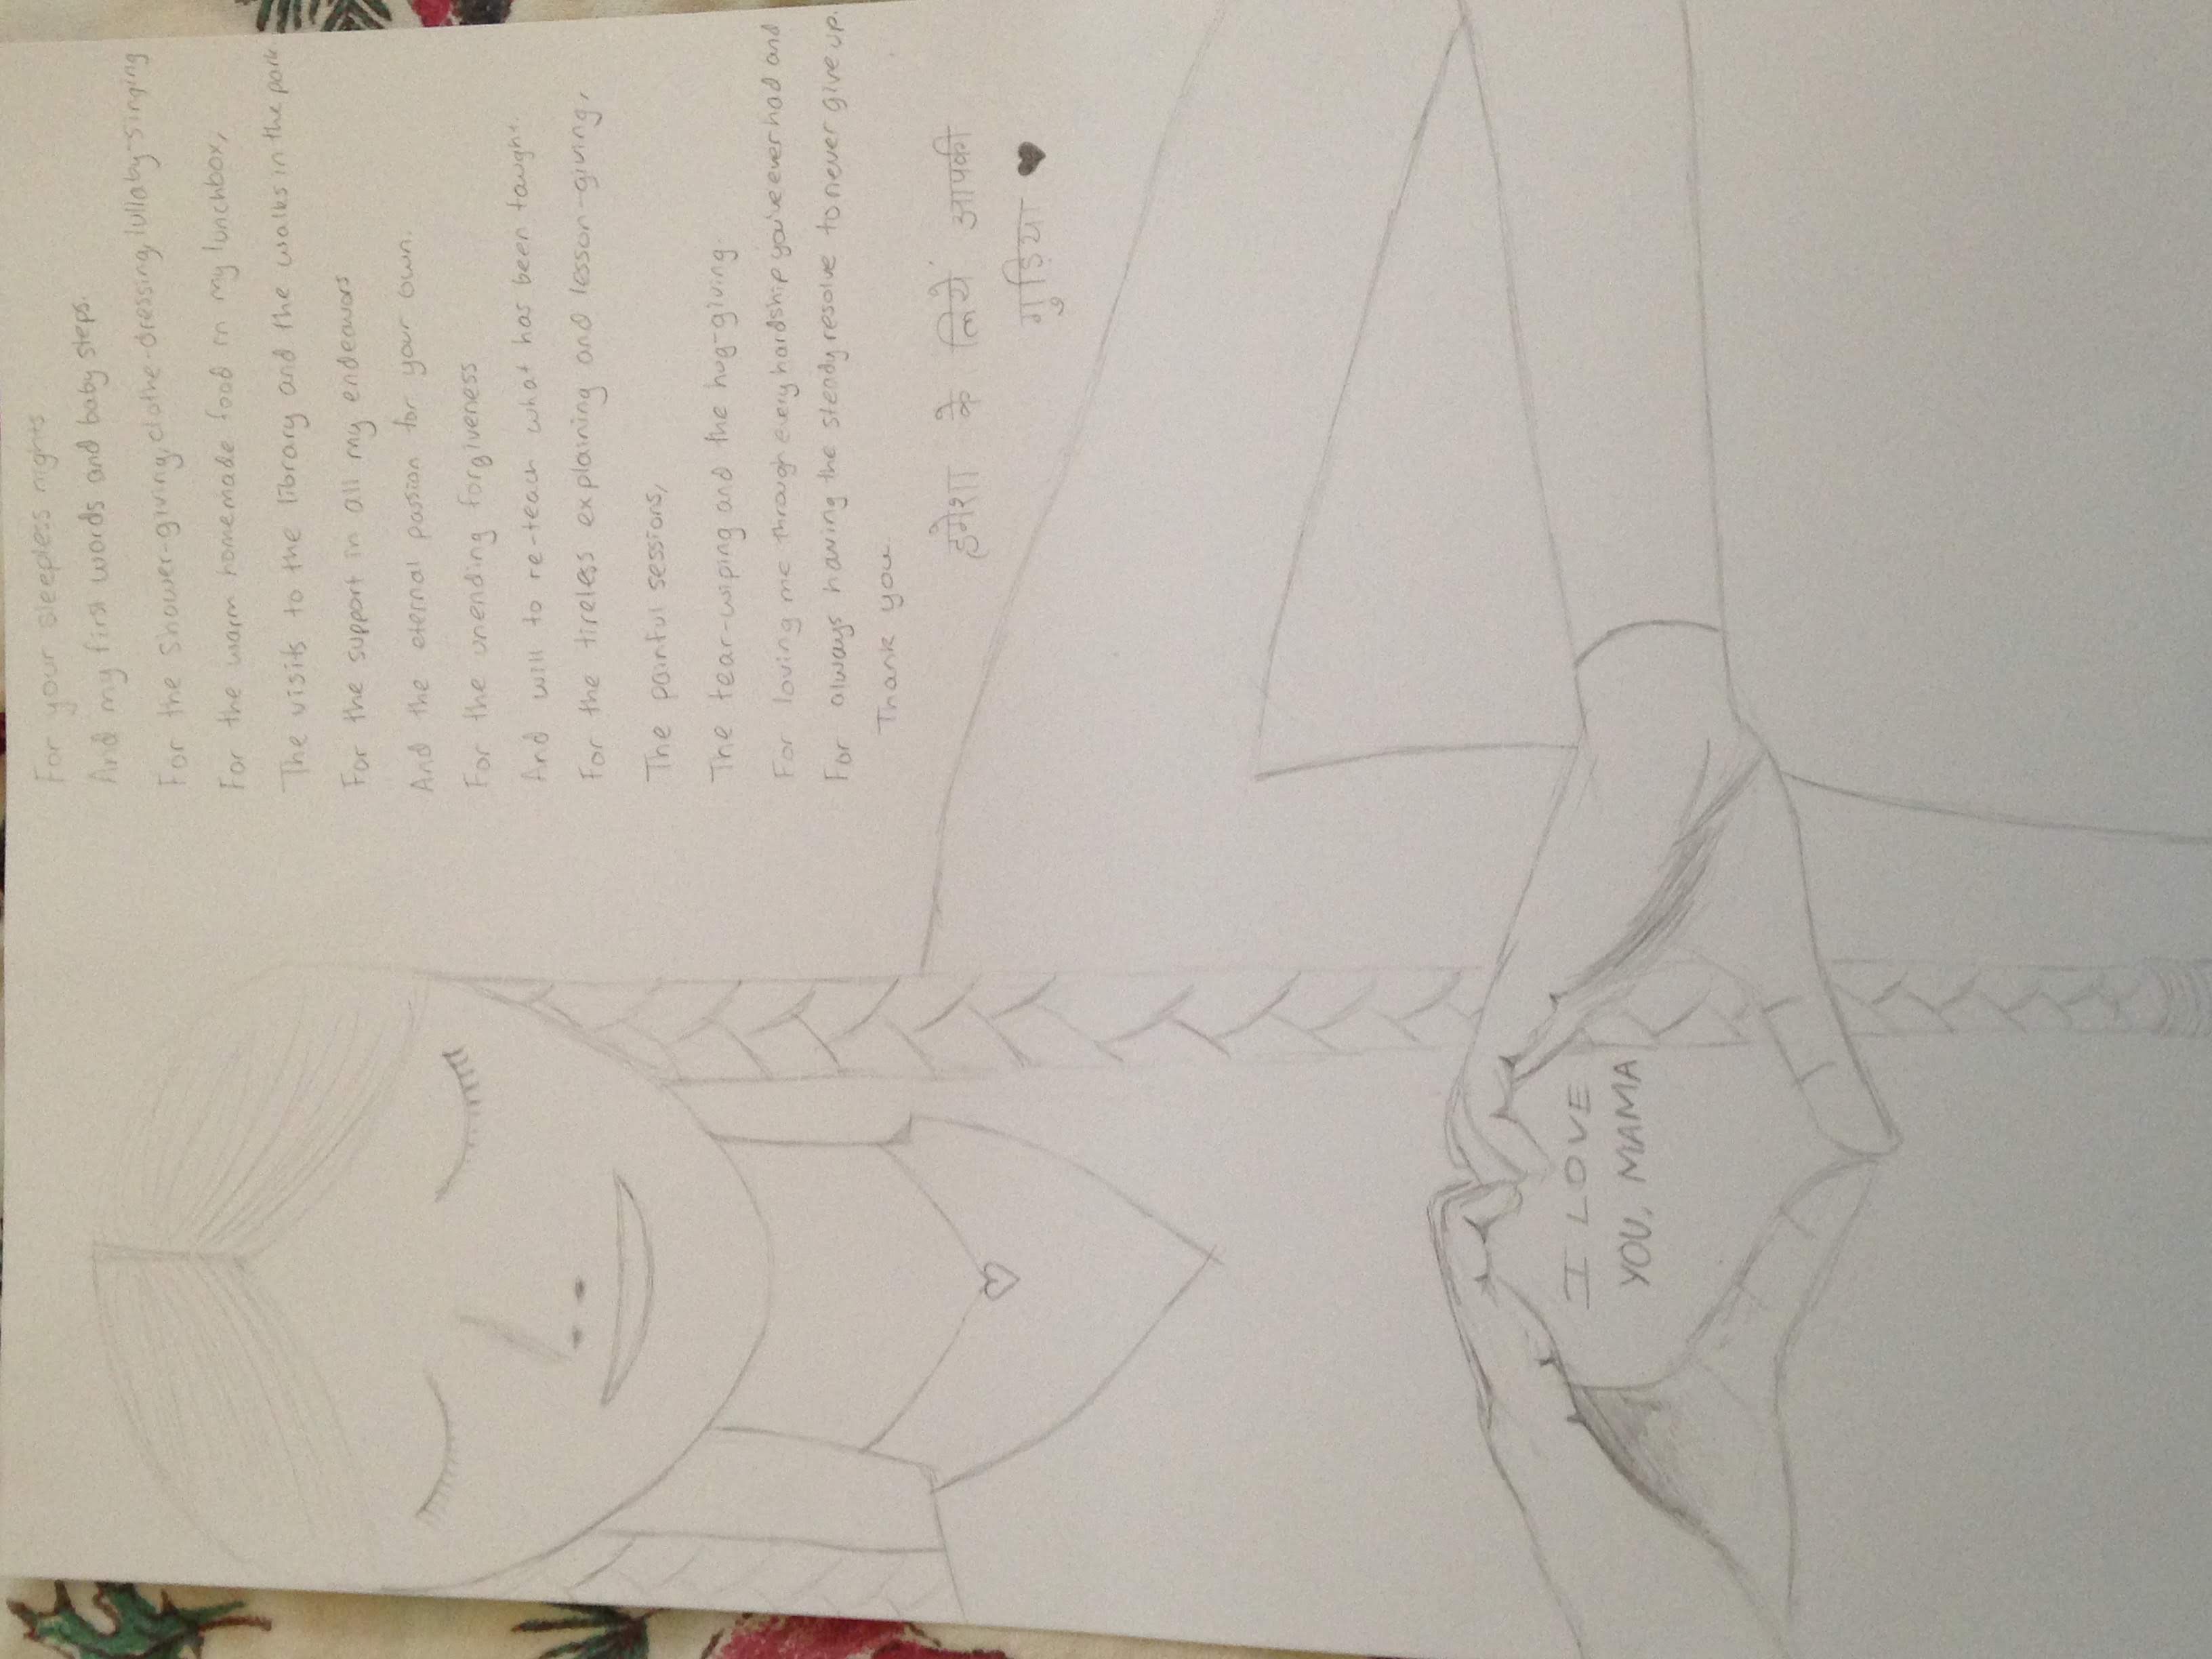 For your sleepless nights
And my first words and baby steps.
For the shower-giving, clothe-dressing, lullaby-singing
For the warm homemade food in my lunchbox,
The visits to the library and the walks in the park.
For the support in all my endeavors
And the eternal passion for your own.
For the unending forgiveness
And will to re-teach what has been taught.
For the tireless explaining and lesson-giving,
The painful sessions,
The tear-wiping and the hug-giving.
For loving me through every hardship you've ever had and
For always having the steady resolve to never give up.
Thank you.
हमेशा के लिये आपकी
गुड़िया ♥
I LOVE
YOU, MAMA